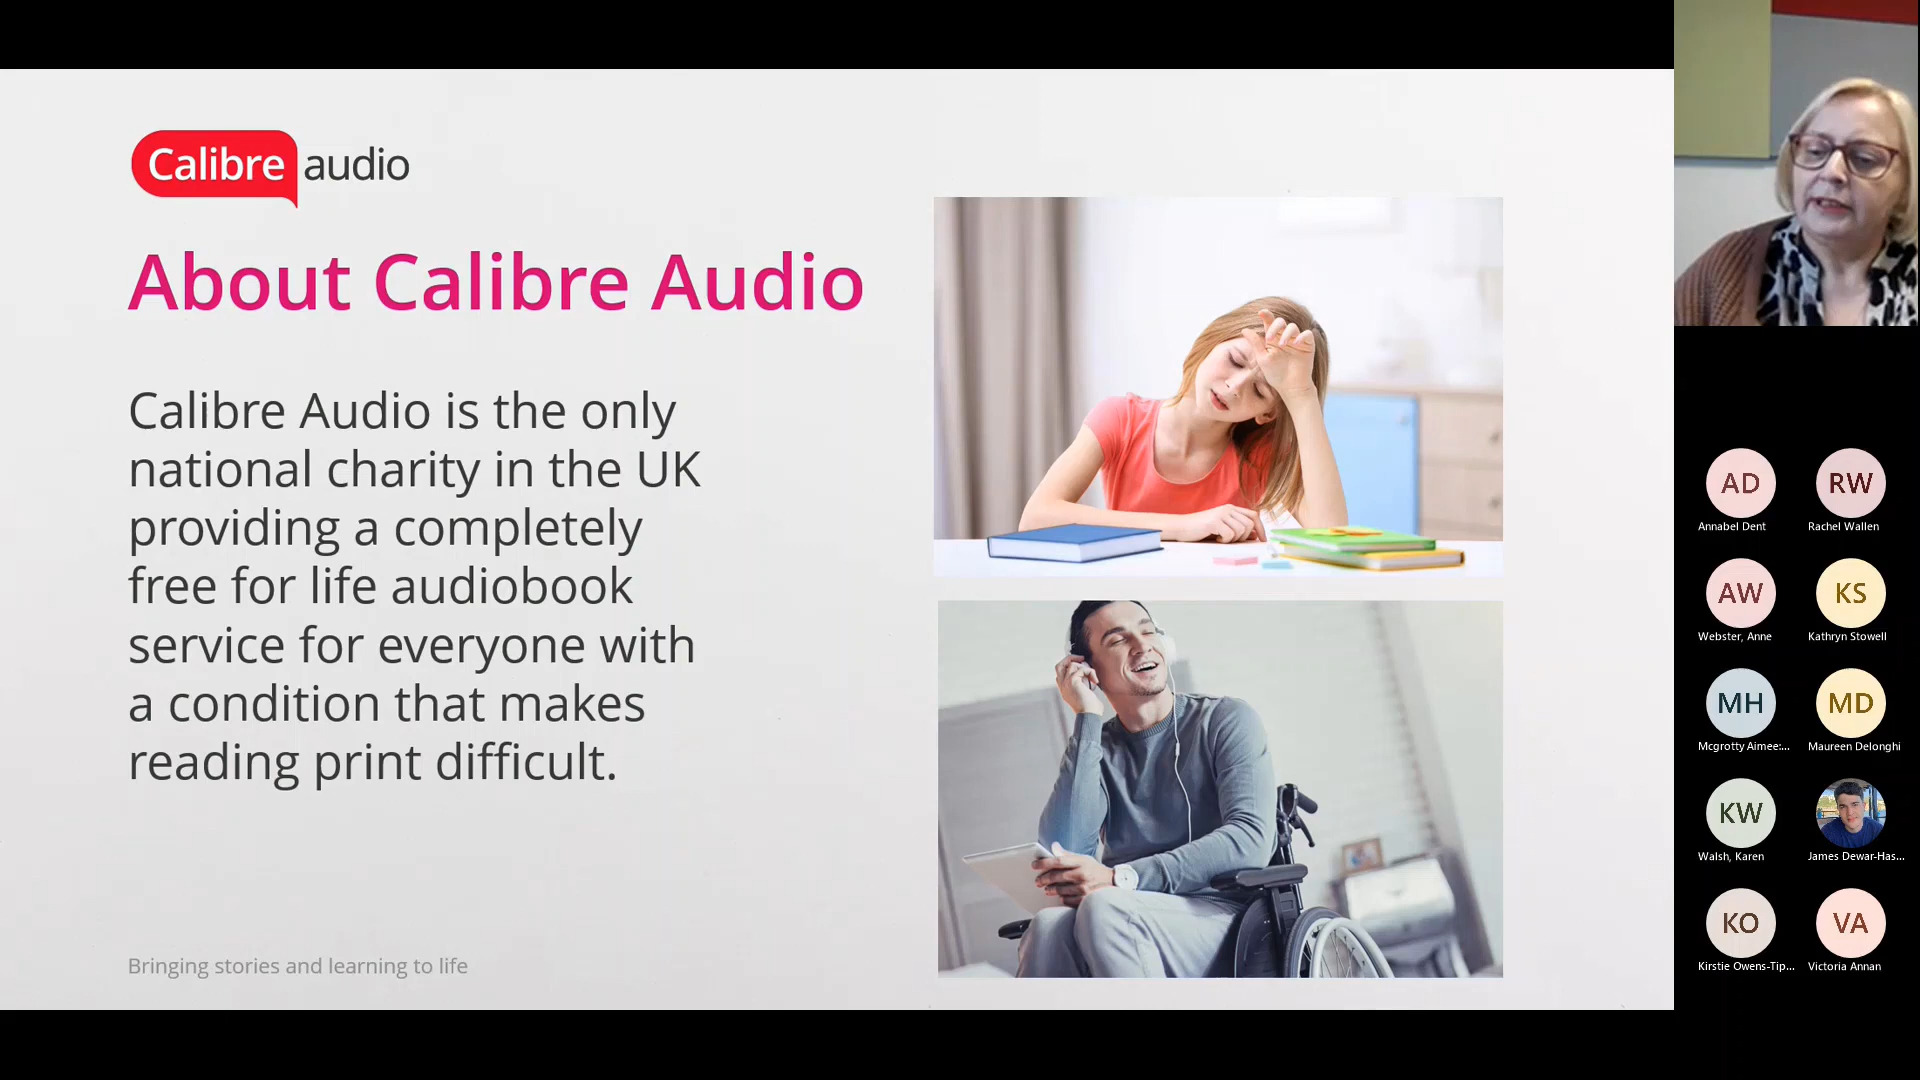 Calibre audio
About Calibre Audio
Calibre Audio is the only
national charity in the UK
providing a completely
free for life audiobook
service for everyone with
a condition that makes
reading print difficult.
Bringing stories and learning to life
AD RW
Annabel Dent Rachel Wallen
AW KS
Webster, Anne Kathryn Stowell
MH MD
Mcgrotty Aimee:... Maureen Delonghi
KW
Walsh, Karen James Dewar-Has...
KO VA
Kirstie Owens-Tip... Victoria Annan